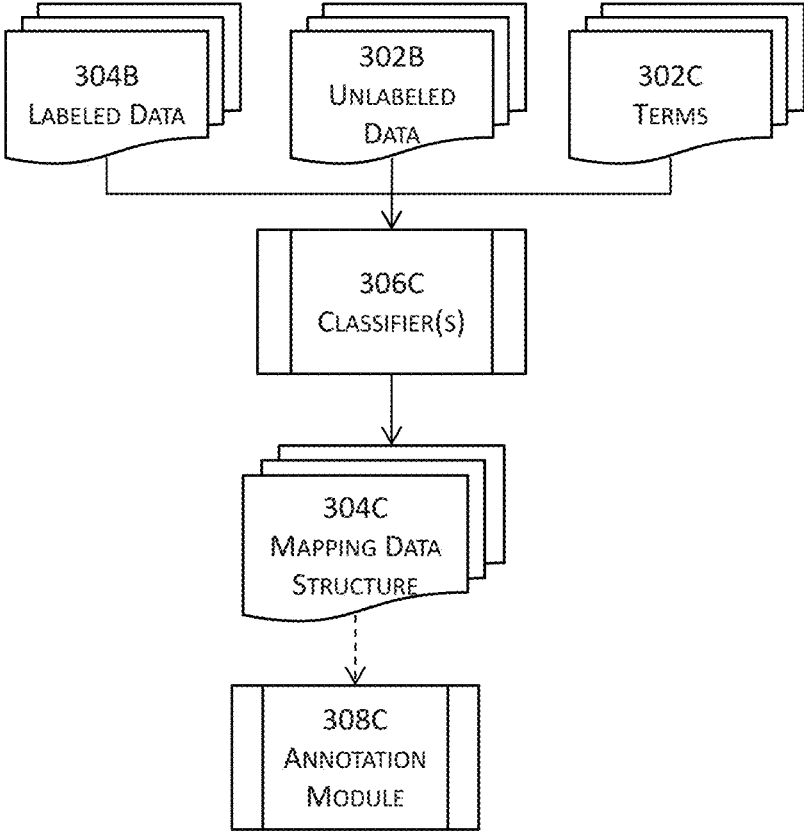 304B
LABELED DATA
302B
UNLABELED
DATA
302C
TERMS
306C
CLASSIFIER(S)
304C
MAPPING DATA
STRUCTURE
308C
ANNOTATION
MODULE